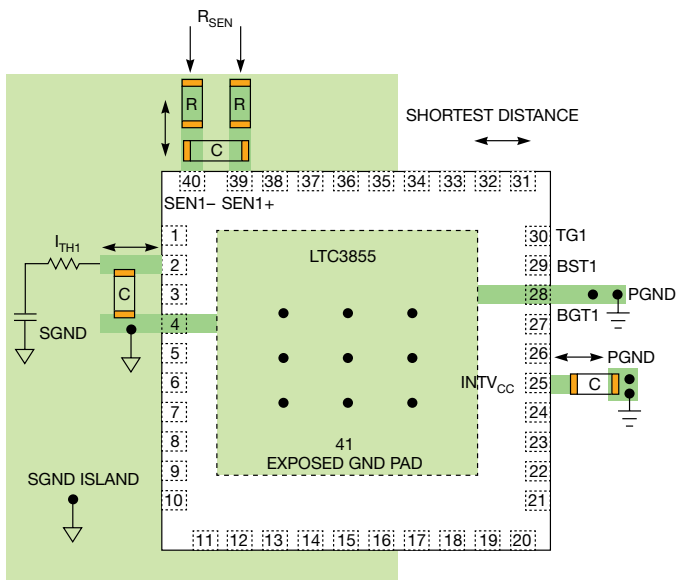 R_SEN
R R
SHORTEST DISTANCE
C
40 39 38 37 36 35 34 33 32 31
SEN1– SEN1+
1
30 TG1
I_TH1
LTC3855
2
29 BST1
C
3
28 PGND
4
BGT1
27
SGND
5
26 PGND
6
INTV_CC 25 C
7
24
8
23
41
EXPOSED GND PAD
9
22
SGND ISLAND
10
21
11 12 13 14 15 16 17 18 19 20